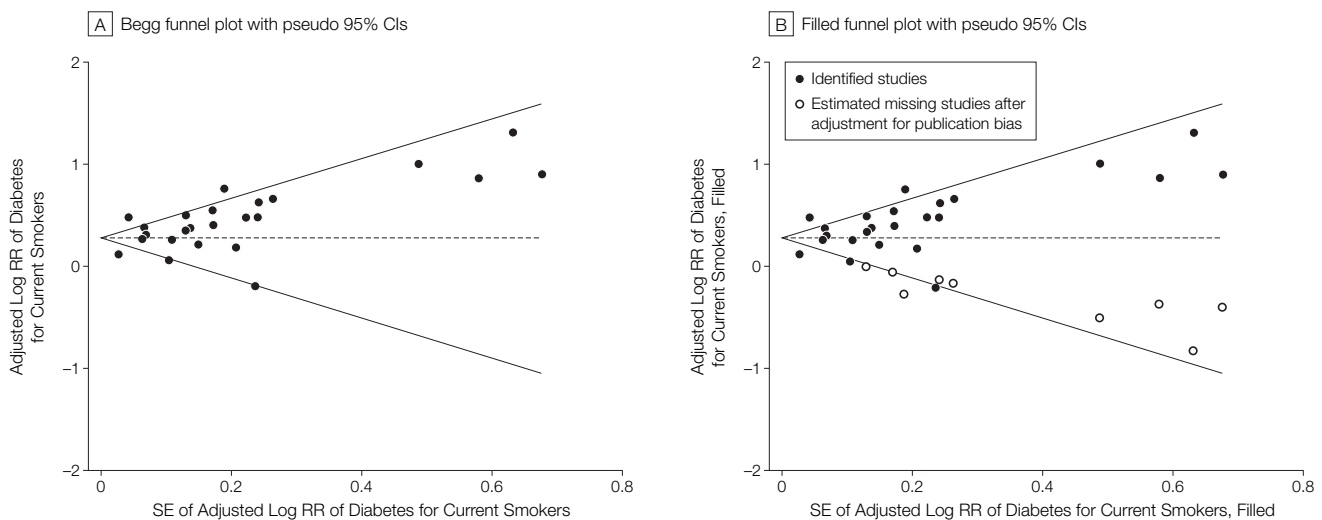 A Begg funnel plot with pseudo 95% CIs
2
1
0
–1
–2
0
0.2
0.4
0.6
0.8
Adjusted Log RR of Diabetes
for Current Smokers
SE of Adjusted Log RR of Diabetes for Current Smokers
B Filled funnel plot with pseudo 95% CIs
Identified studies
Estimated missing studies after
adjustment for publication bias
2
1
0
–1
–2
0
0.2
0.4
0.6
0.8
Adjusted Log RR of Diabetes
for Current Smokers, Filled
SE of Adjusted Log RR of Diabetes for Current Smokers, Filled